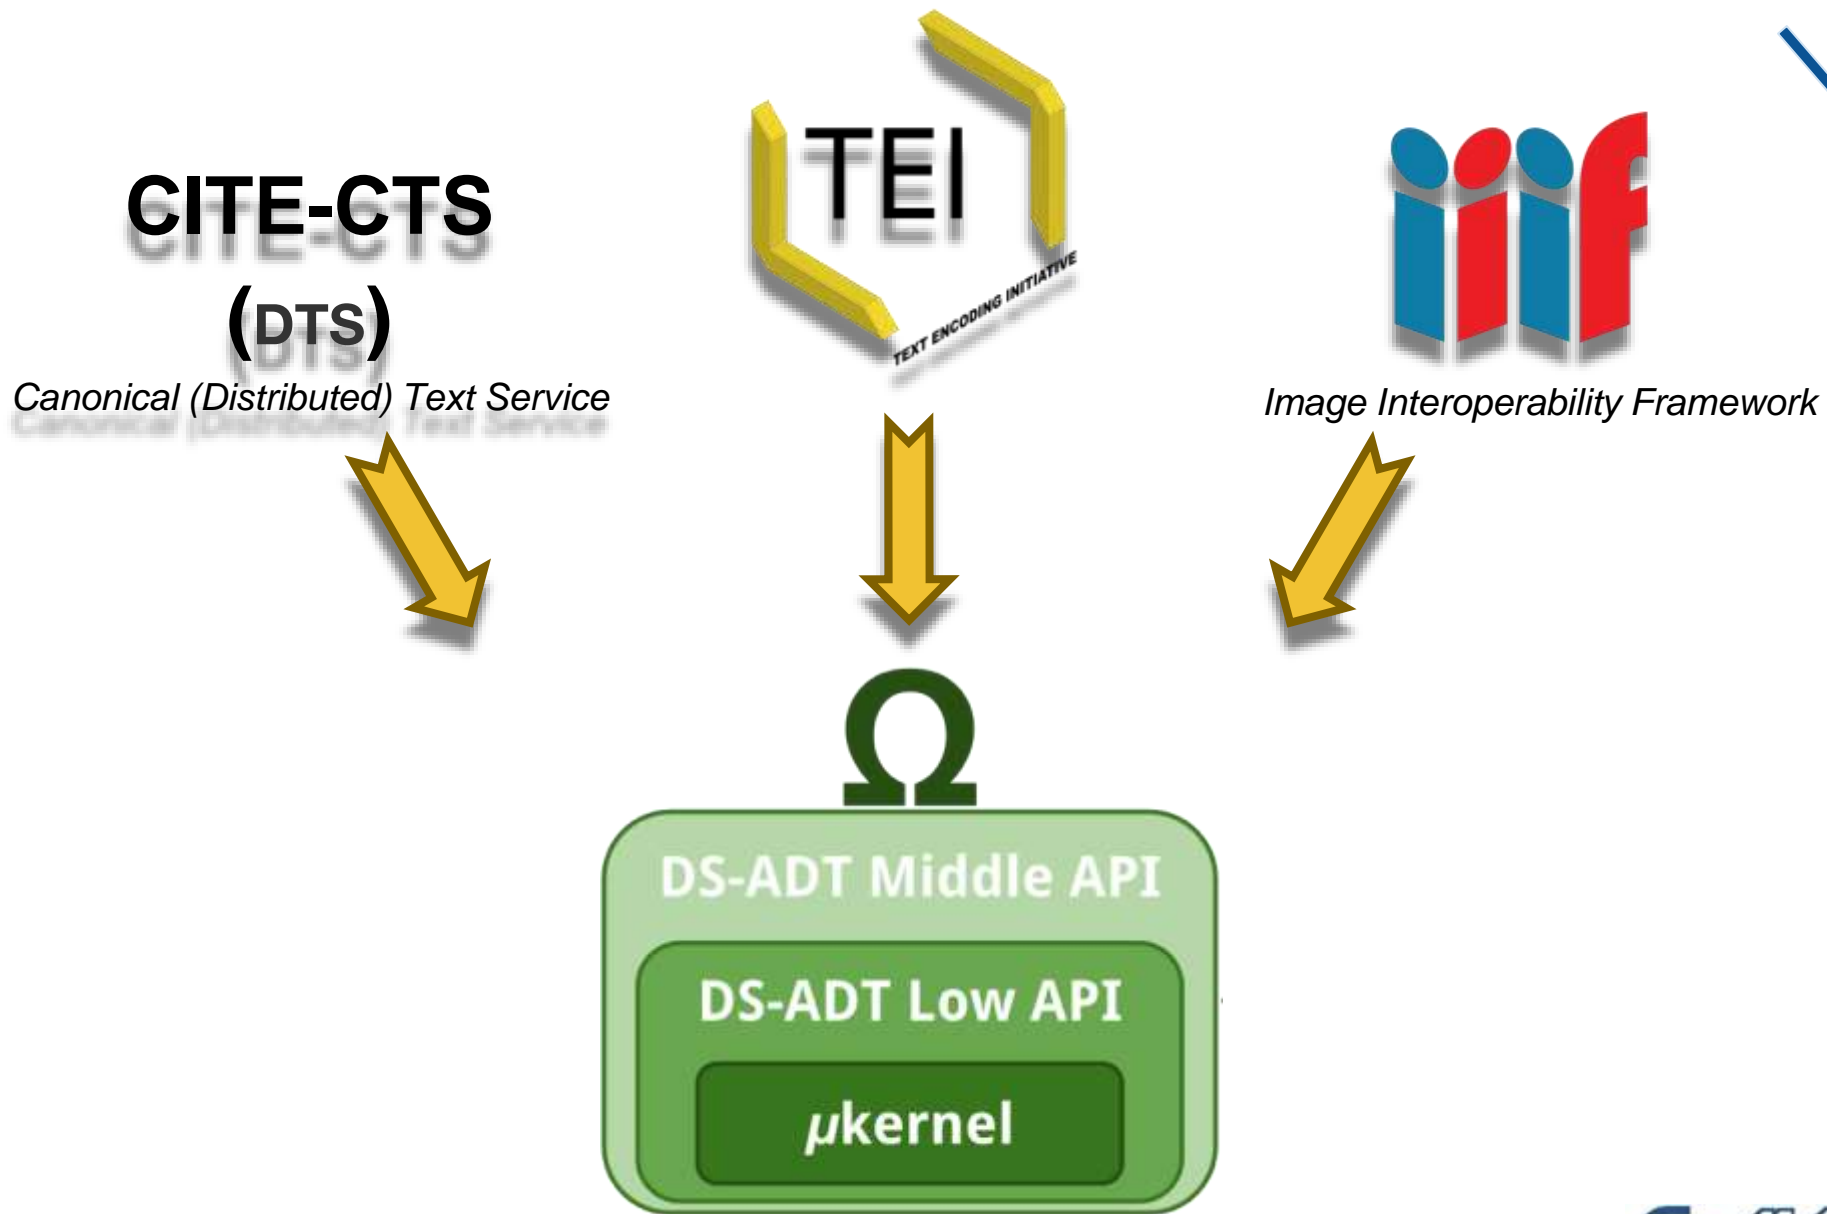 CITE-CTS
(DTS)
Canonical (Distributed) Text Service
TEI
TEXT ENCODING INITIATIVE
iiif
Image Interoperability Framework
Ω
DS-ADT Middle API
DS-ADT Low API
μkernel